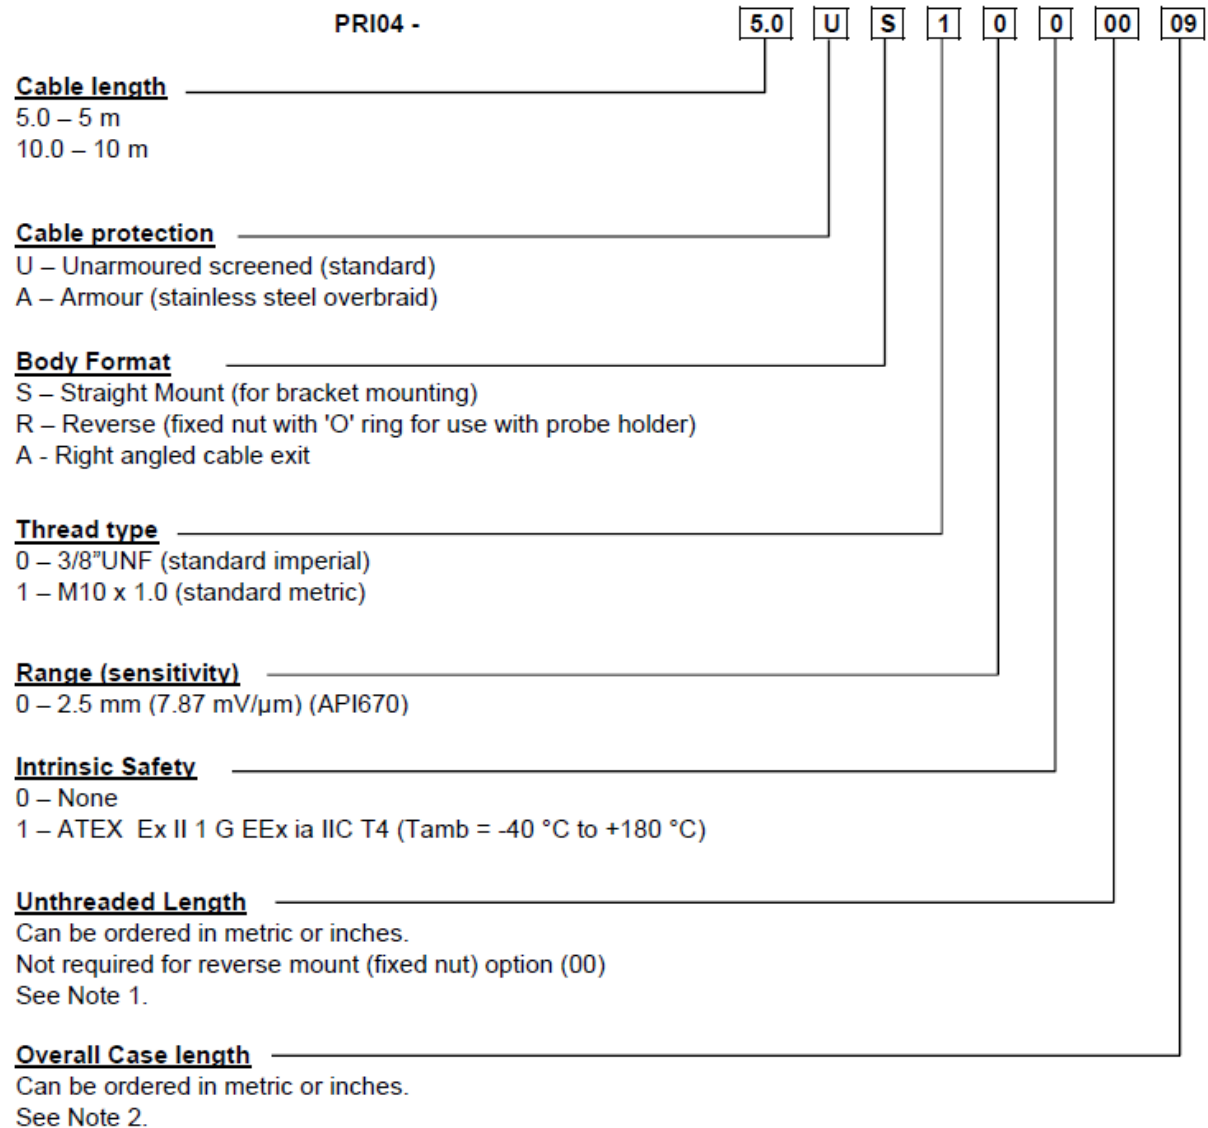 PRI04 - 5.0 U S 1 0 0 00 09
Cable length
5.0 – 5 m
10.0 – 10 m
Cable protection
U – Unarmoured screened (standard)
A – Armour (stainless steel overbraid)
Body Format
S – Straight Mount (for bracket mounting)
R – Reverse (fixed nut with 'O' ring for use with probe holder)
A - Right angled cable exit
Thread type
0 – 3/8”UNF (standard imperial)
1 – M10 x 1.0 (standard metric)
Range (sensitivity)
0 – 2.5 mm (7.87 mV/µm) (API670)
Intrinsic Safety
0 – None
1 – ATEX  Ex II 1 G EEx ia IIC T4 (Tamb = -40 °C to +180 °C)
Unthreaded Length
Can be ordered in metric or inches.
Not required for reverse mount (fixed nut) option (00)
See Note 1.
Overall Case length
Can be ordered in metric or inches.
See Note 2.